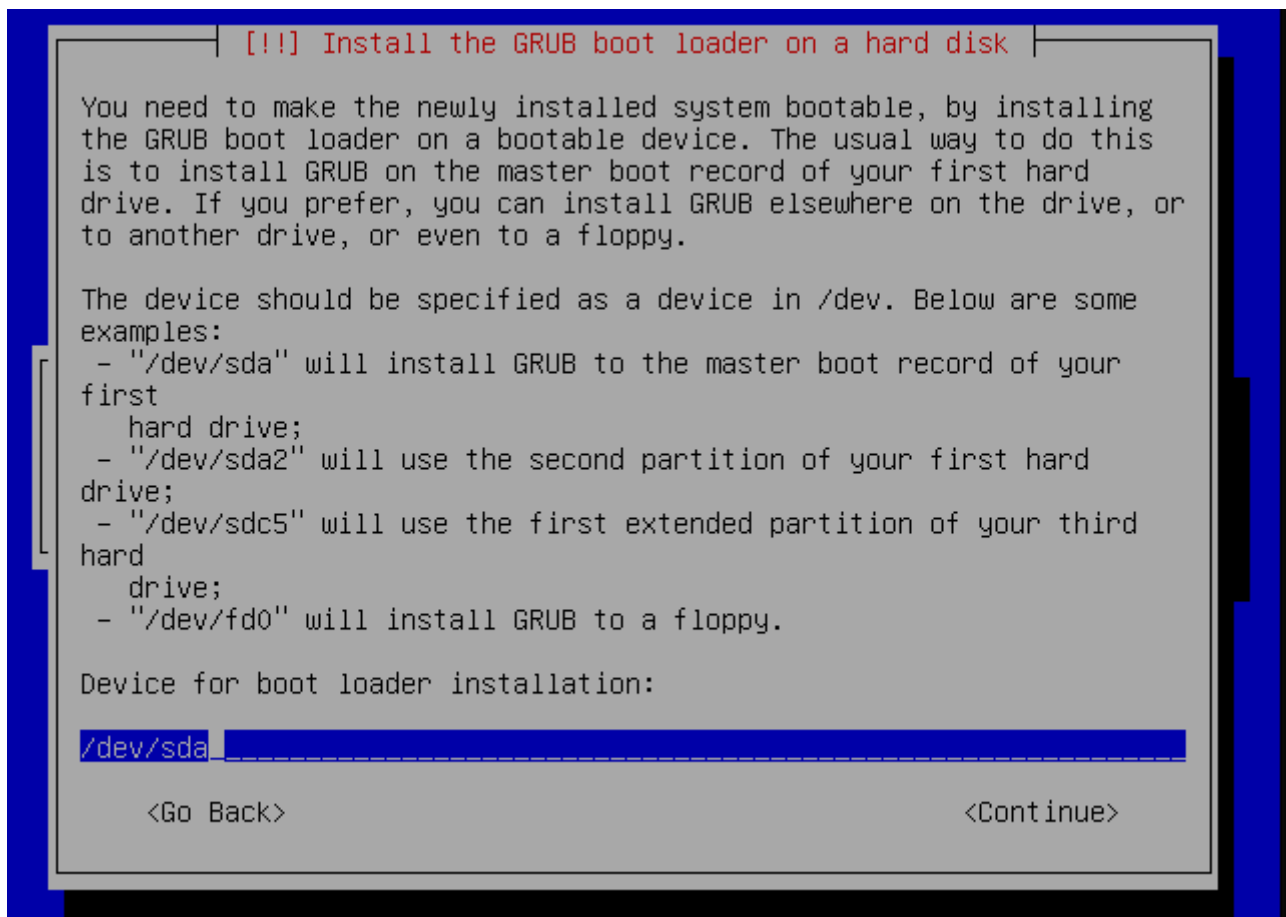 [!!] Install the GRUB boot loader on a hard disk
You need to make the newly installed system bootable, by installing
the GRUB boot loader on a bootable device. The usual way to do this
is to install GRUB on the master boot record of your first hard
drive. If you prefer, you can install GRUB elsewhere on the drive, or
to another drive, or even to a floppy.
The device should be specified as a device in /dev. Below are some
examples:
- "/dev/sda" will install GRUB to the master boot record of your
first
hard drive;
- "/dev/sda2" will use the second partition of your first hard
drive;
- "/dev/sdc5" will use the first extended partition of your third
hard
drive;
- "/dev/fd0" will install GRUB to a floppy.
Device for boot loader installation:
/dev/sda
<Go Back> <Continue>